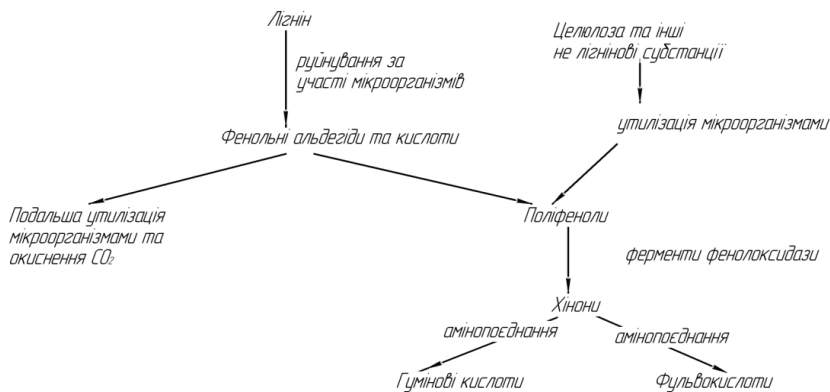 Лігнін
руйнування за
участі мікроорганізмів
Целюлоза та інші
не лігнінові субстанції
утилізація мікроорганізмами
Фенольні альдегіди та кислоти
Подальша утилізація
мікроорганізмами та
окиснення CO₂
Поліфеноли
ферменти фенолоксидази
Хінони
амінопоєднання
амінопоєднання
Гумінові кислоти
Фульвокислоти